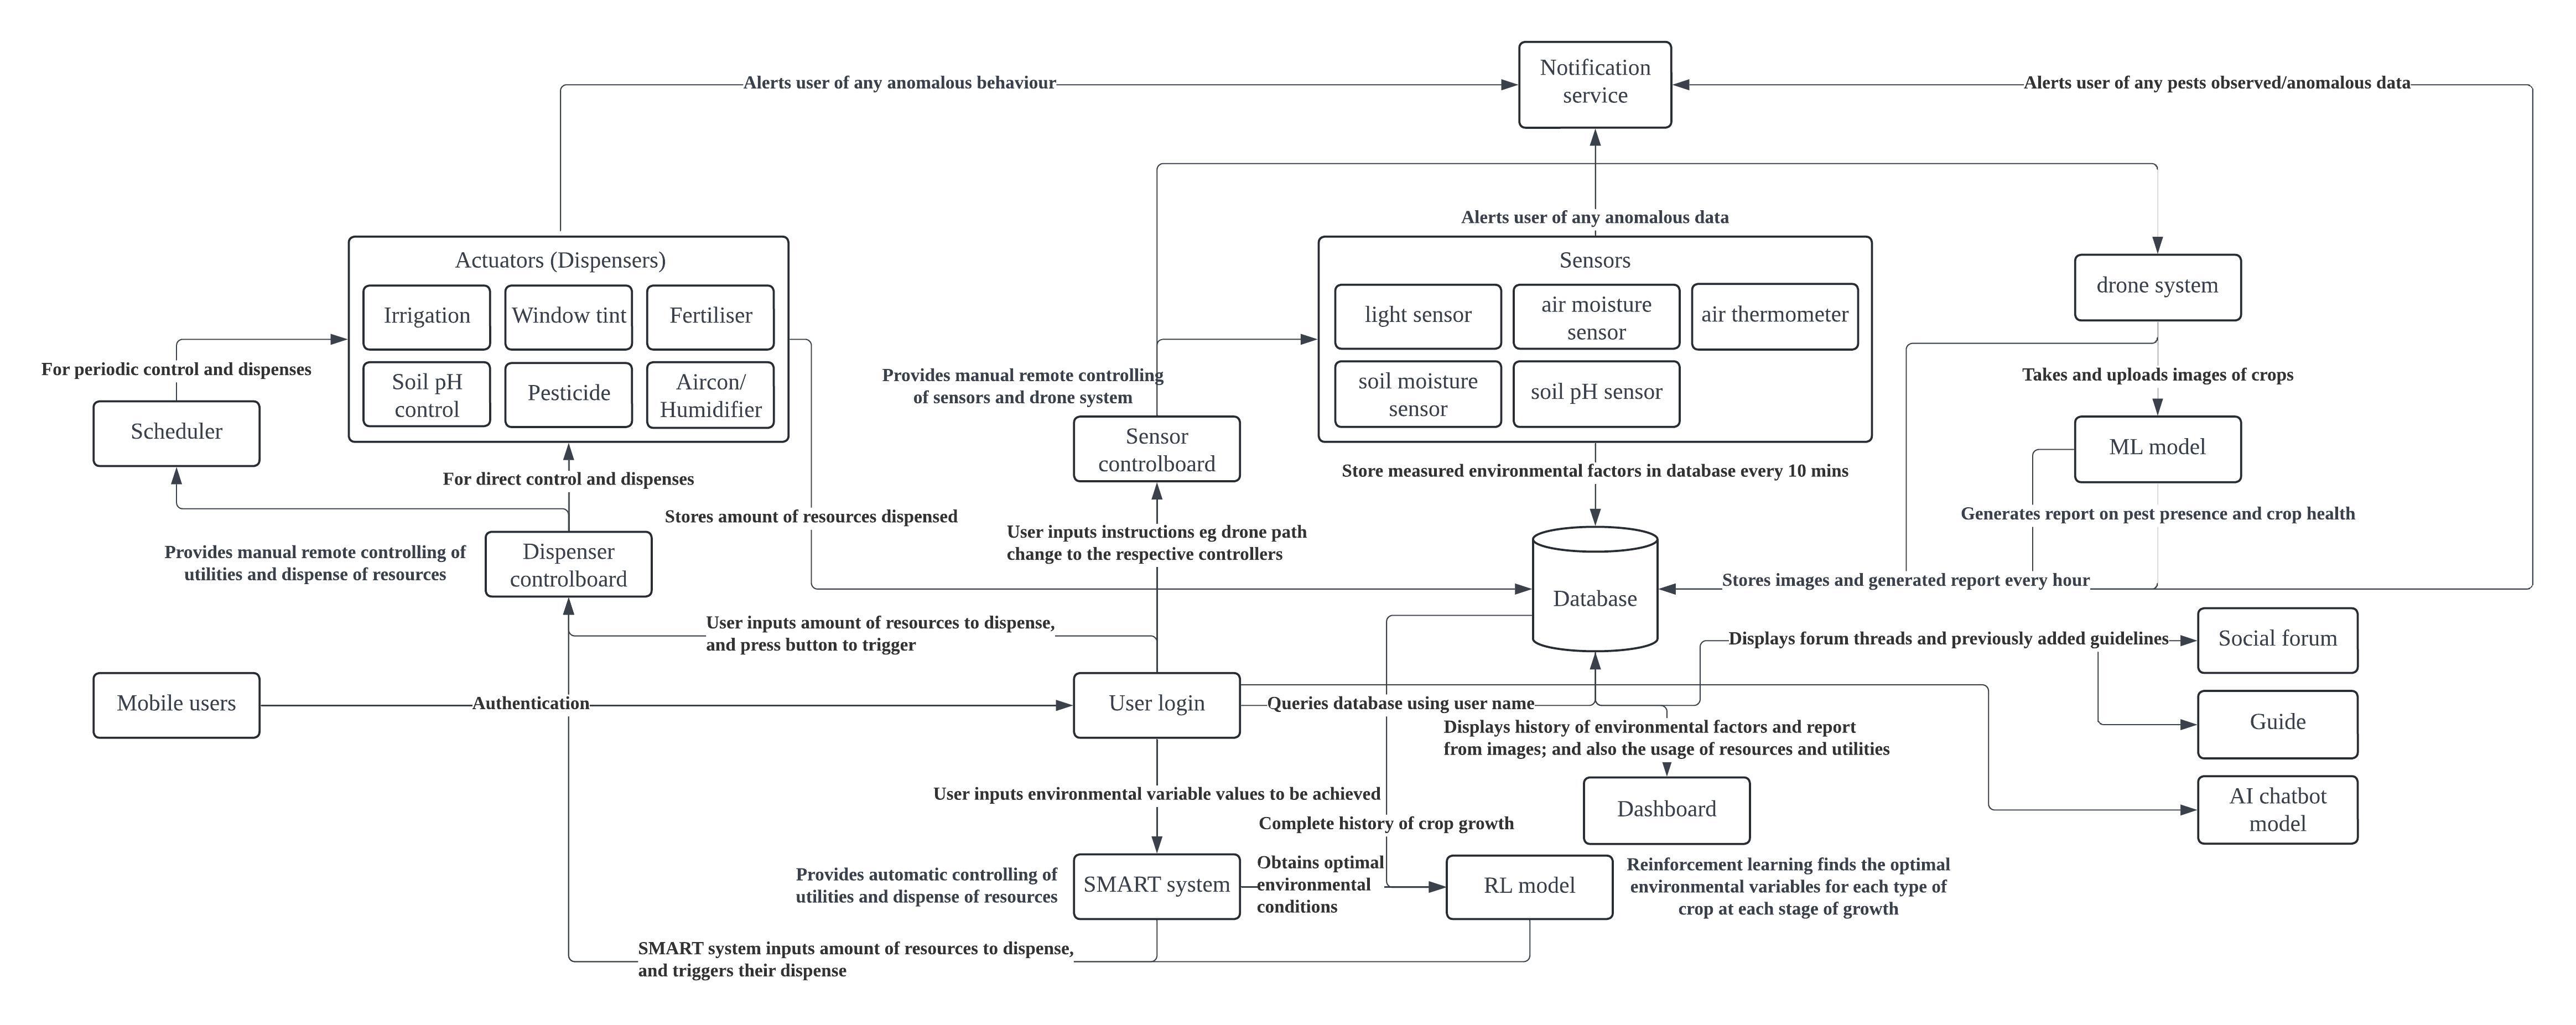 Notification
service
Alerts user of any anomalous behaviour
Alerts user of any pests observed/anomalous data
Alerts user of any anomalous data
Actuators (Dispensers)
Irrigation
Window tint
Fertiliser
Soil pH
control
Pesticide
Aircon/
Humidifier
Sensors
light sensor
air moisture
sensor
air thermometer
soil moisture
sensor
soil pH sensor
drone system
For periodic control and dispenses
Scheduler
Provides manual remote controlling
of sensors and drone system
Takes and uploads images of crops
Sensor
controlboard
ML model
For direct control and dispenses
Store measured environmental factors in database every 10 mins
Stores amount of resources dispensed
Generates report on pest presence and crop health
User inputs instructions eg drone path
change to the respective controllers
Provides manual remote controlling of
utilities and dispense of resources
Dispenser
controlboard
Database
Stores images and generated report every hour
User inputs amount of resources to dispense,
and press button to trigger
Displays forum threads and previously added guidelines
Social forum
Mobile users
Authentication
User login
Queries database using user name
Guide
Displays history of environmental factors and report
from images; and also the usage of resources and utilities
User inputs environmental variable values to be achieved
Dashboard
AI chatbot
model
Complete history of crop growth
Provides automatic controlling of
utilities and dispense of resources
SMART system
Obtains optimal
environmental
conditions
RL model
Reinforcement learning finds the optimal
environmental variables for each type of
crop at each stage of growth
SMART system inputs amount of resources to dispense,
and triggers their dispense